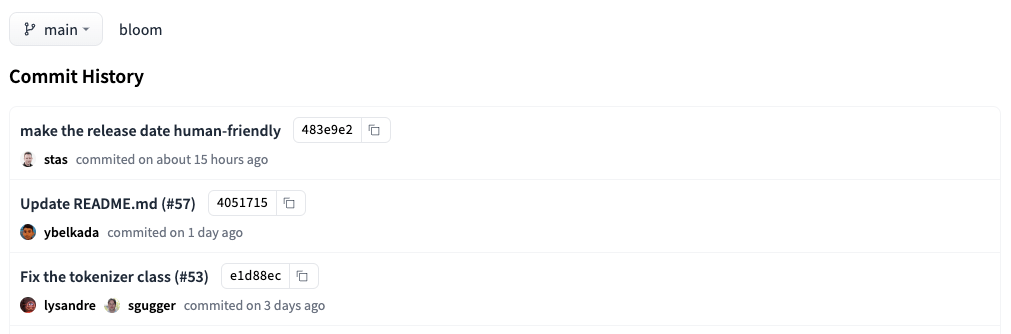 main bloom
Commit History
make the release date human-friendly 483e9e2
stas commited on about 15 hours ago
Update README.md (#57) 4051715
ybelkada commited on 1 day ago
Fix the tokenizer class (#53) e1d88ec
lysandre sgugger commited on 3 days ago